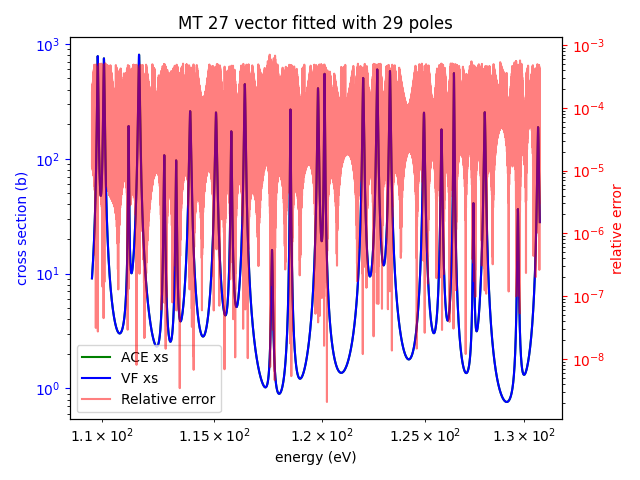 MT 27 vector fitted with 29 poles
10³
10²
10¹
10⁰
cross section (b)
10⁻³
10⁻⁴
10⁻⁵
10⁻⁶
10⁻⁷
10⁻⁸
relative error
ACE xs
VF xs
Relative error
1.1 × 10² 1.15 × 10² 1.2 × 10² 1.25 × 10² 1.3 × 10²
energy (eV)